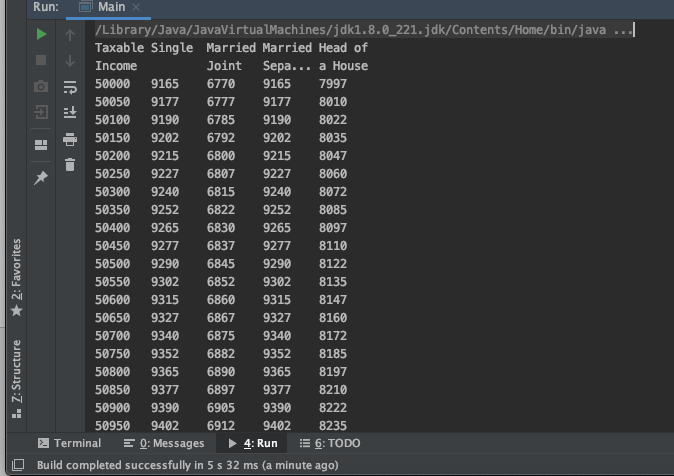 Run: Main ×
/Library/Java/JavaVirtualMachines/jdk1.8.0_221.jdk/Contents/Home/bin/java ...
Taxable Single Married Married Head of
Income Joint Sepa... a House
50000 9165 6770 9165 7997
50050 9177 6777 9177 8010
50100 9190 6785 9190 8022
50150 9202 6792 9202 8035
50200 9215 6800 9215 8047
50250 9227 6807 9227 8060
50300 9240 6815 9240 8072
50350 9252 6822 9252 8085
50400 9265 6830 9265 8097
50450 9277 6837 9277 8110
50500 9290 6845 9290 8122
50550 9302 6852 9302 8135
50600 9315 6860 9315 8147
50650 9327 6867 9327 8160
50700 9340 6875 9340 8172
50750 9352 6882 9352 8185
50800 9365 6890 9365 8197
50850 9377 6897 9377 8210
50900 9390 6905 9390 8222
50950 9402 6912 9402 8235
2: Favorites
7: Structure
Terminal 0: Messages 4: Run 6: TODO
Build completed successfully in 5 s 32 ms (a minute ago)